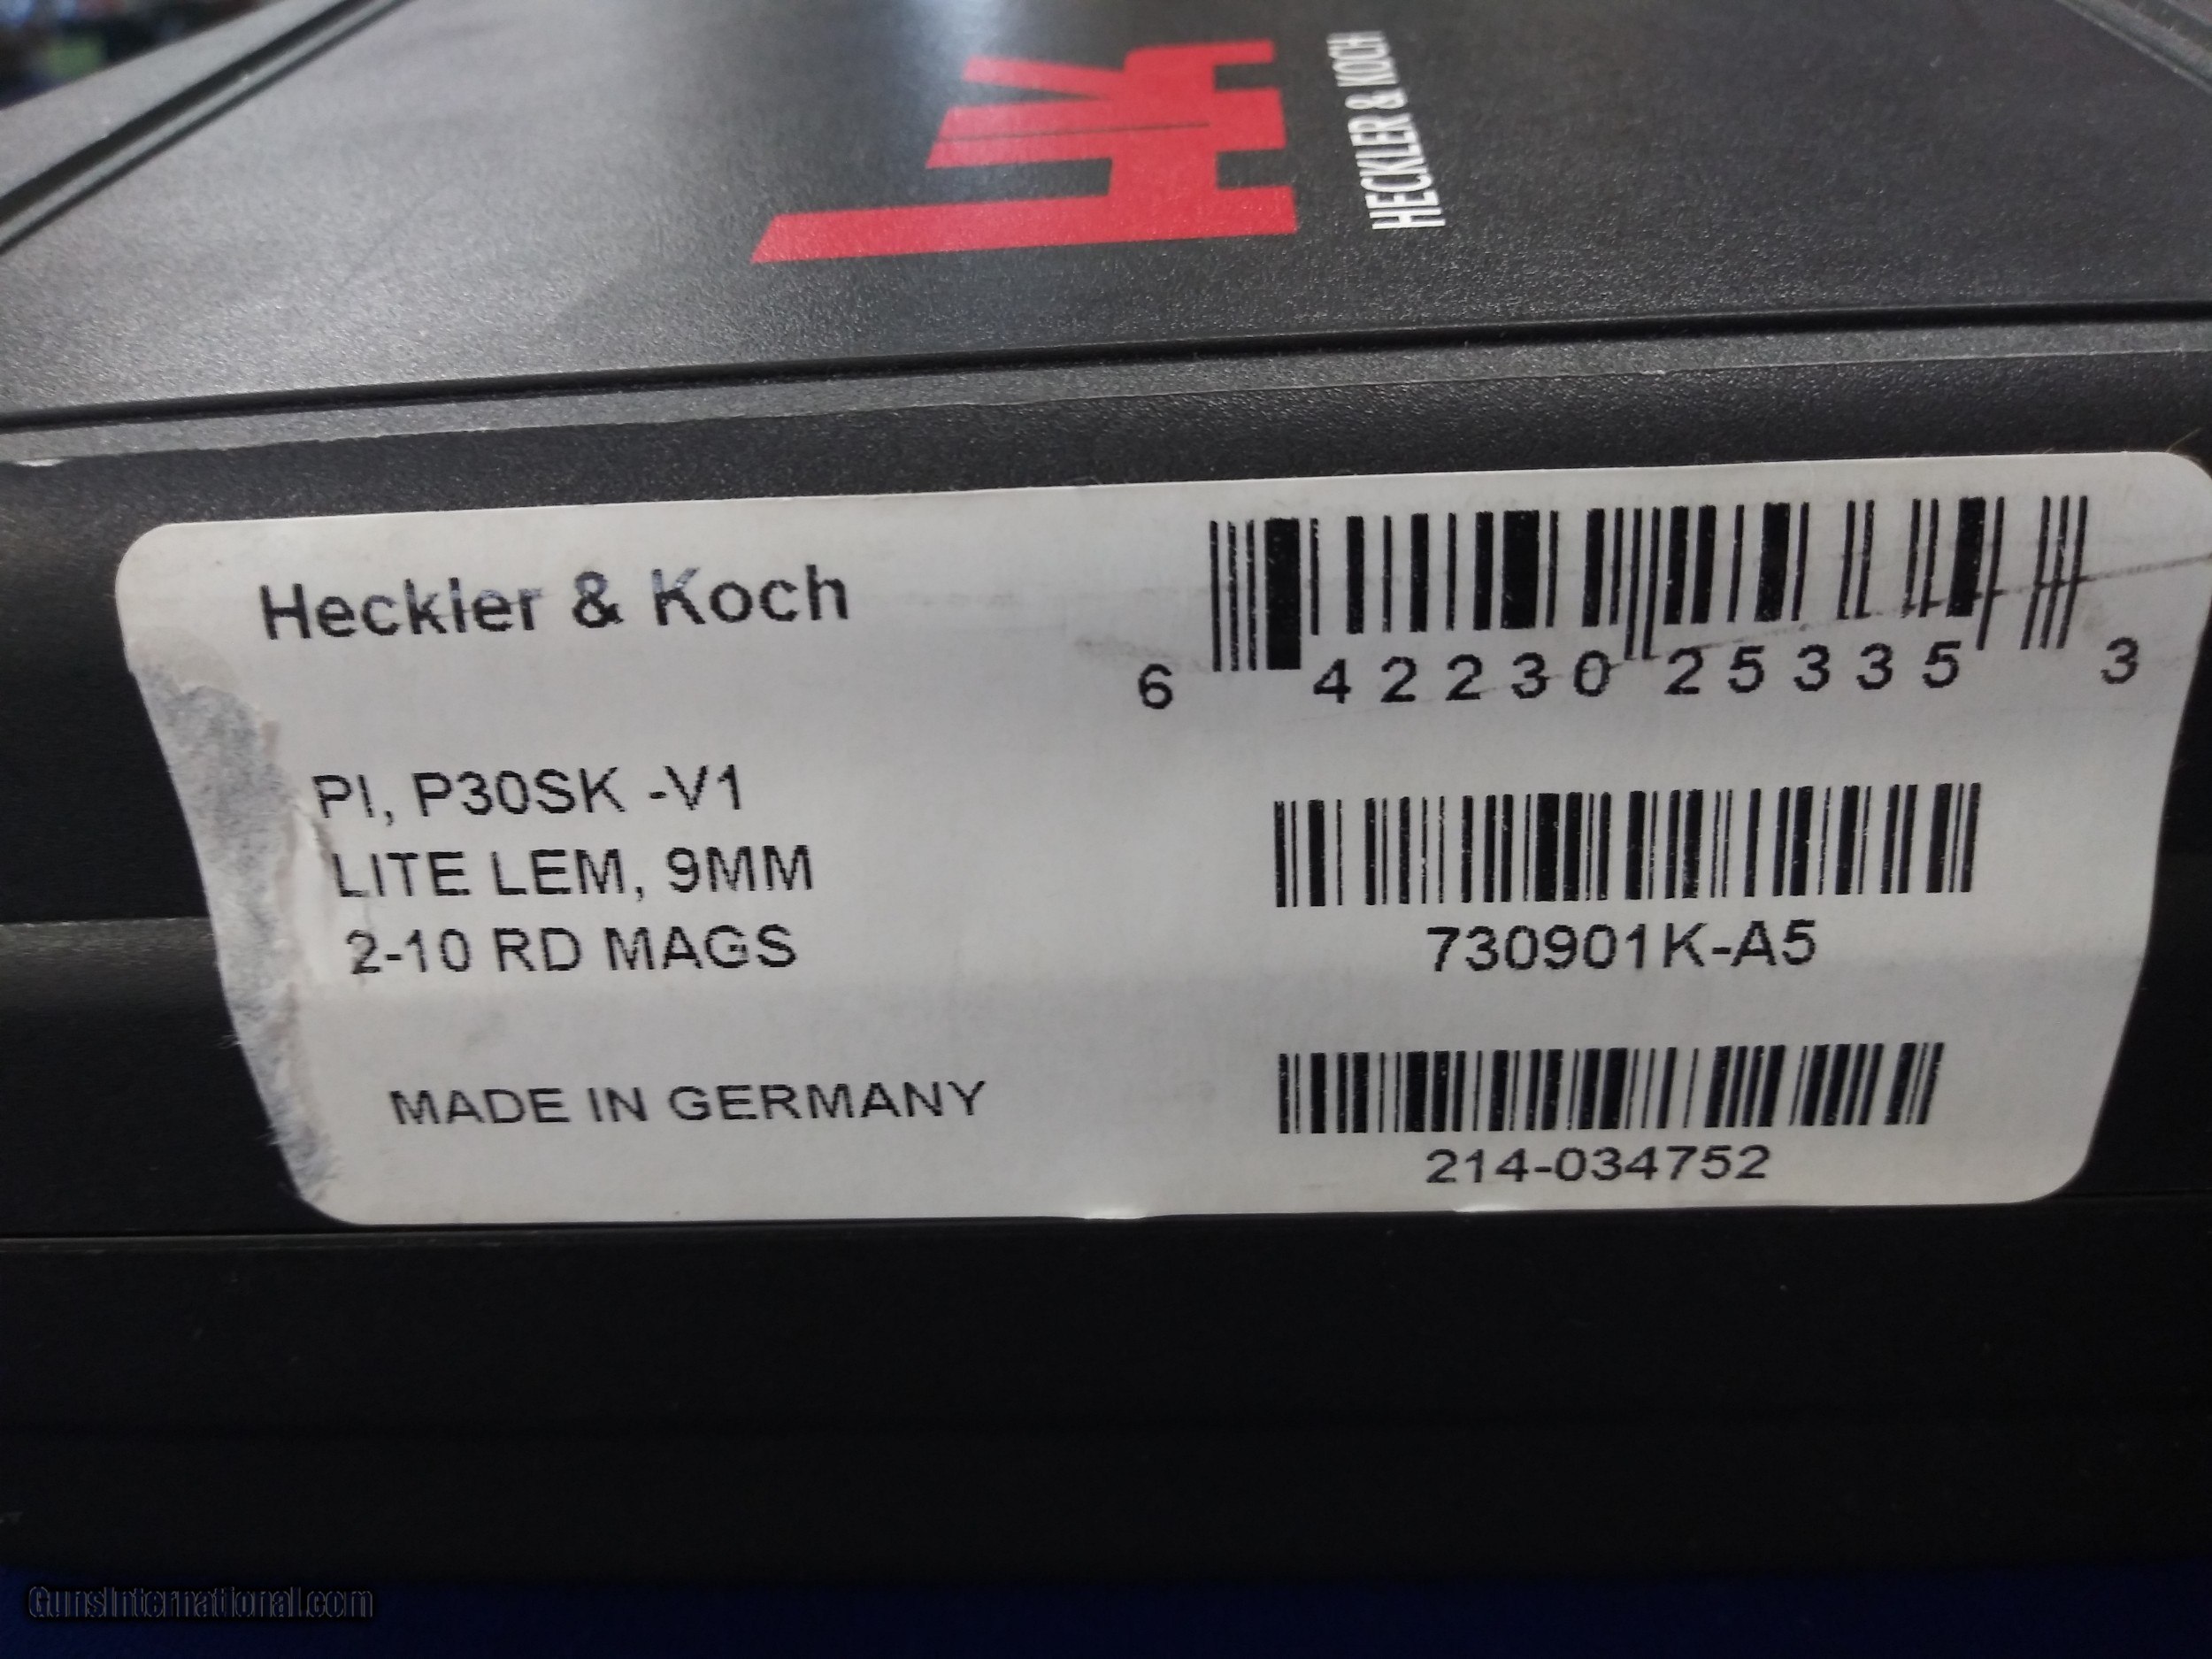 HK
HECKLER & KOCH
Heckler & Koch
6 42230 25335 3
PI, P30SK -V1
LITE LEM, 9MM
2-10 RD MAGS
730901K-A5
MADE IN GERMANY
214-034752
GunsInternational.com